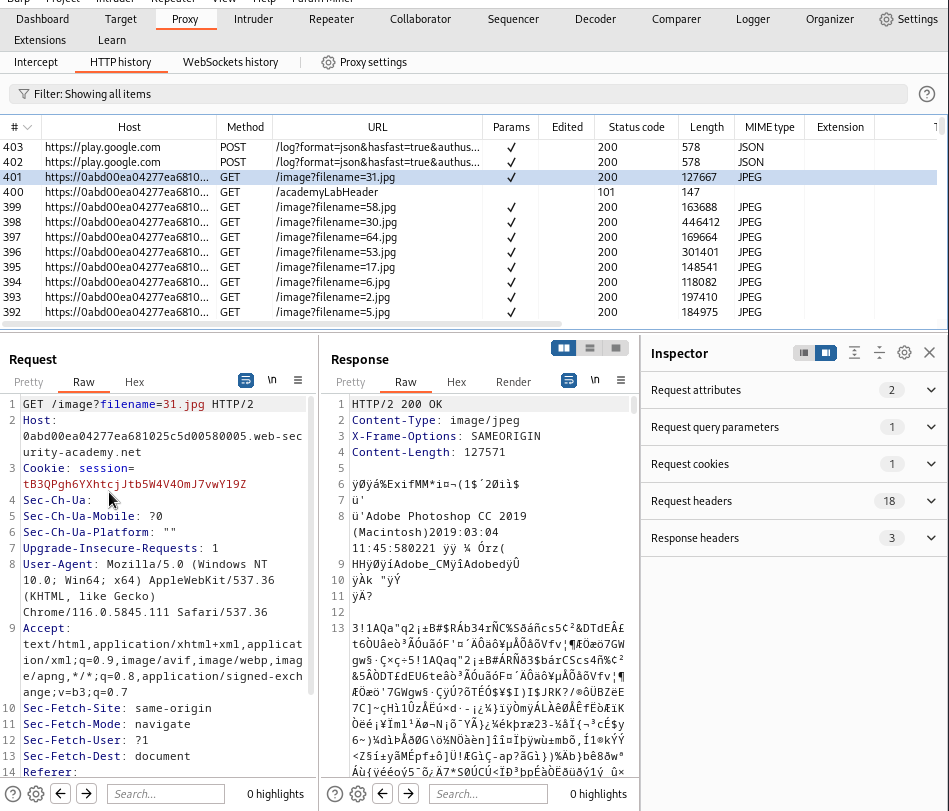 Burp Project Intruder Repeater View Help Param Miner
Dashboard Target Proxy Intruder Repeater Collaborator Sequencer Decoder Comparer Logger Organizer Settings
Extensions Learn
Intercept HTTP history WebSockets history Proxy settings
Filter: Showing all items
# Host Method URL Params Edited Status code Length MIME type Extension
403 https://play.google.com POST /log?format=json&hasfast=true&authus... ✓ 200 578 JSON
402 https://play.google.com POST /log?format=json&hasfast=true&authus... ✓ 200 578 JSON
401 https://0abd00ea04277ea6810... GET /image?filename=31.jpg ✓ 200 127667 JPEG
400 https://0abd00ea04277ea6810... GET /academyLabHeader 101 147
399 https://0abd00ea04277ea6810... GET /image?filename=58.jpg ✓ 200 163688 JPEG
398 https://0abd00ea04277ea6810... GET /image?filename=30.jpg ✓ 200 446412 JPEG
397 https://0abd00ea04277ea6810... GET /image?filename=64.jpg ✓ 200 169664 JPEG
396 https://0abd00ea04277ea6810... GET /image?filename=53.jpg ✓ 200 301401 JPEG
395 https://0abd00ea04277ea6810... GET /image?filename=17.jpg ✓ 200 148541 JPEG
394 https://0abd00ea04277ea6810... GET /image?filename=6.jpg ✓ 200 118082 JPEG
393 https://0abd00ea04277ea6810... GET /image?filename=2.jpg ✓ 200 197410 JPEG
392 https://0abd00ea04277ea6810... GET /image?filename=5.jpg ✓ 200 184975 JPEG
Request
Pretty Raw Hex \n
1 GET /image?filename=31.jpg HTTP/2
2 Host:
0abd00ea04277ea681025c5d00580005.web-sec
urity-academy.net
3 Cookie: session=
tB3QPgh6YXhtcjJtb5W4V4OmJ7vwY19Z
4 Sec-Ch-Ua:
5 Sec-Ch-Ua-Mobile: ?0
6 Sec-Ch-Ua-Platform: ""
7 Upgrade-Insecure-Requests: 1
8 User-Agent: Mozilla/5.0 (Windows NT
10.0; Win64; x64) AppleWebKit/537.36
(KHTML, like Gecko)
Chrome/116.0.5845.111 Safari/537.36
9 Accept:
text/html,application/xhtml+xml,applicat
ion/xml;q=0.9,image/avif,image/webp,imag
e/apng,*/*;q=0.8,application/signed-exch
ange;v=b3;q=0.7
10 Sec-Fetch-Site: same-origin
11 Sec-Fetch-Mode: navigate
12 Sec-Fetch-User: ?1
13 Sec-Fetch-Dest: document
14 Referer:
Search... 0 highlights
Response
Pretty Raw Hex Render \n
1 HTTP/2 200 OK
2 Content-Type: image/jpeg
3 X-Frame-Options: SAMEORIGIN
4 Content-Length: 127571
5
6 ÿØÿá%ExifMM*i¤¬(1$´2Øìì$
7 ü'
8 ü'Adobe Photoshop CC 2019
(Macintosh)2019:03:04
11:45:580221 ÿÿ ¼ Órz(
9 HHÿØÿíAdobe_CMÿîAdobedÿÛ
10 ÿÀk "ÿÝ
11 ÿÄ?
12
13
Search... 0 highlights
Inspector
Request attributes 2
Request query parameters 1
Request cookies 1
Request headers 18
Response headers 3